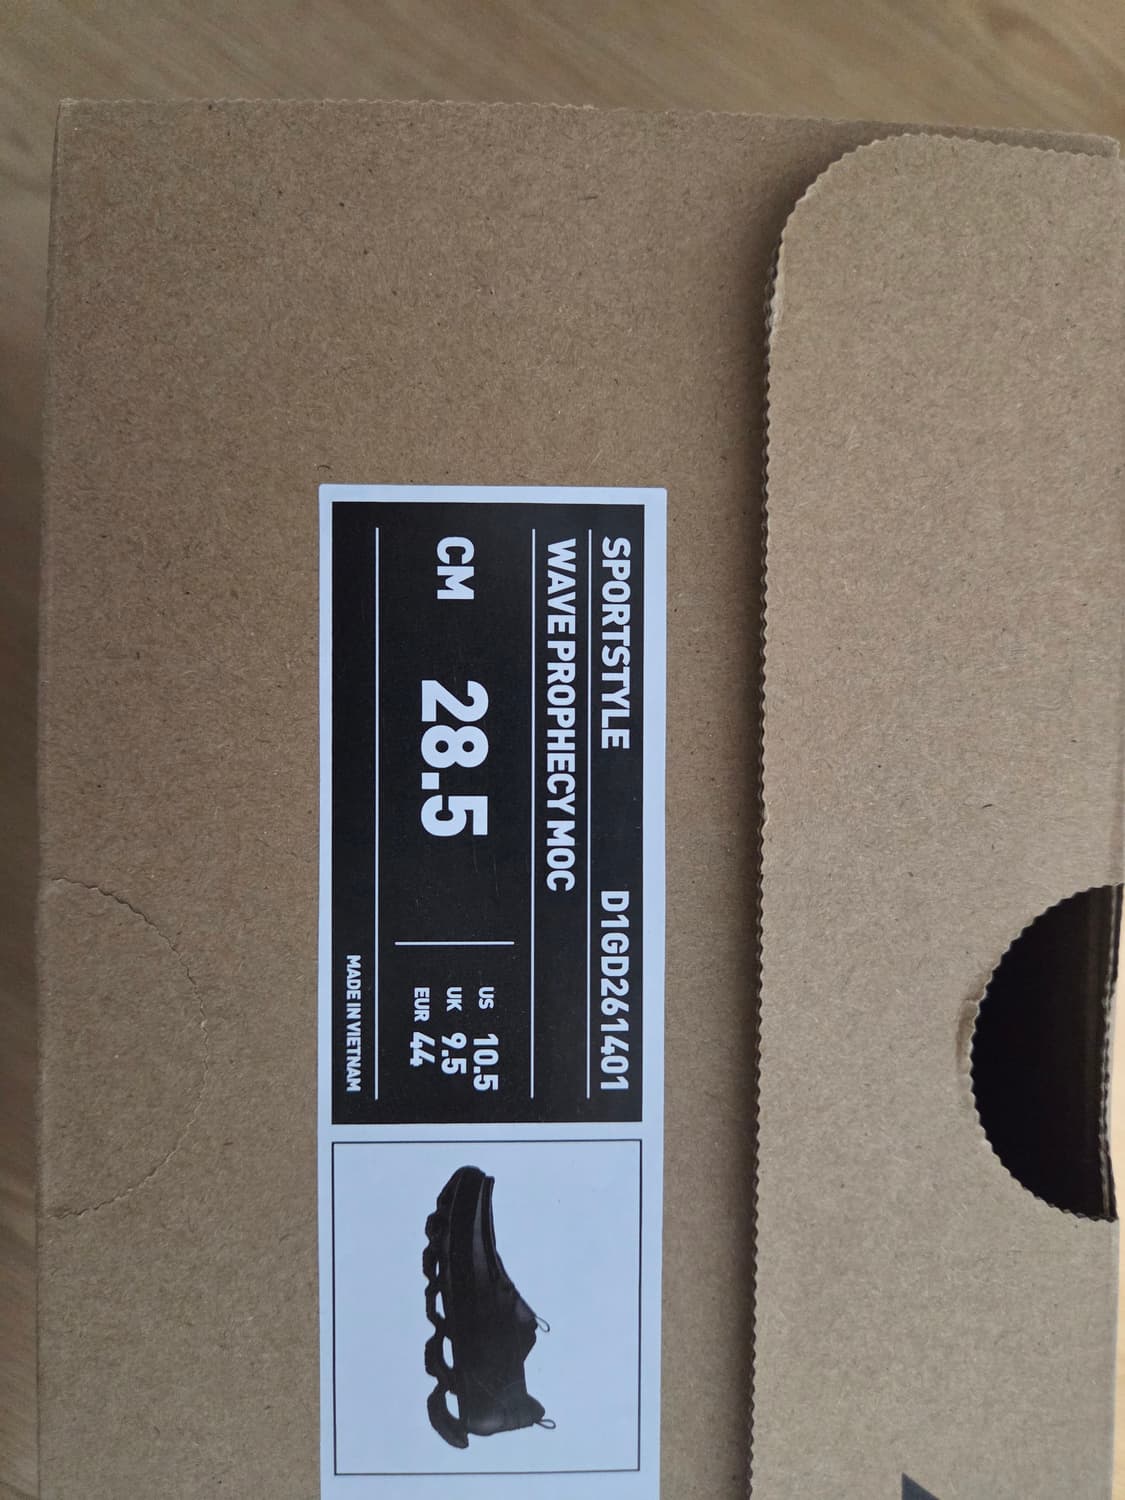 SPORTSTYLE D1GD261401
WAVE PROPHECY MOC
CM 28.5
US 10.5
UK 9.5
EUR 44
MADE IN VIETNAM